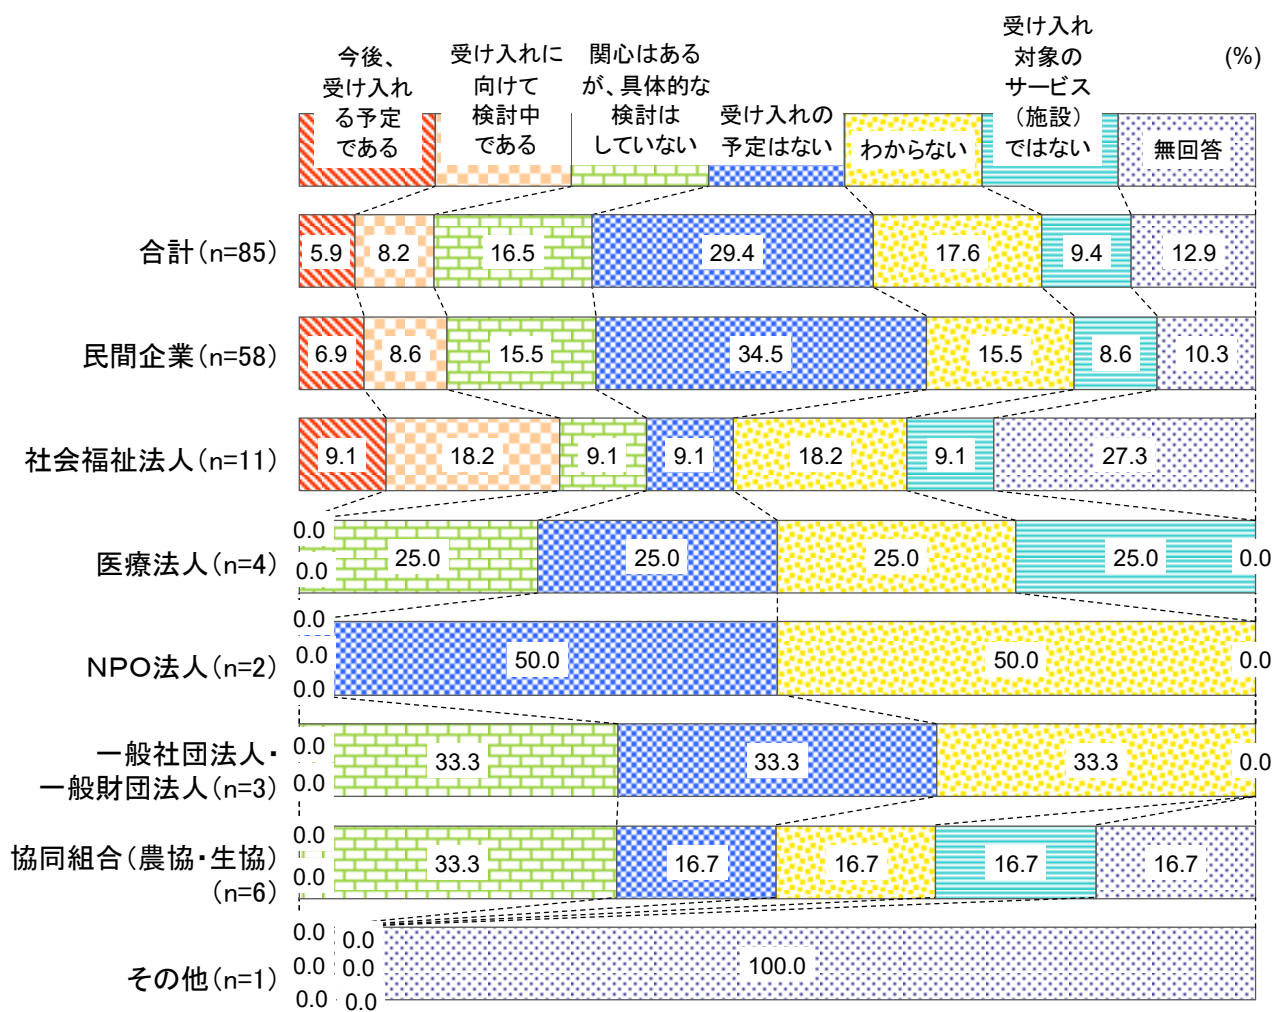 今後、
受け入れ
る予定
である
受け入れに
向けて
検討中
である
関心はある
が、具体的な
検討は
していない
受け入れの
予定はない
わからない
受け入れ
対象の
サービス
（施設）
ではない
無回答
(%)
合計(n=85)
5.9 8.2 16.5 29.4 17.6 9.4 12.9
民間企業(n=58)
6.9 8.6 15.5 34.5 15.5 8.6 10.3
社会福祉法人(n=11)
9.1 18.2 9.1 9.1 18.2 9.1 27.3
医療法人(n=4)
0.0
0.0 25.0 25.0 25.0 25.0 0.0
NPO法人(n=2)
0.0
0.0 50.0 50.0 0.0
0.0
一般社団法人・
一般財団法人(n=3)
0.0
0.0 33.3 33.3 33.3 0.0
協同組合(農協・生協)
(n=6)
0.0
0.0 33.3 16.7 16.7 16.7 16.7
その他(n=1)
0.0 0.0
0.0 0.0 100.0
0.0 0.0